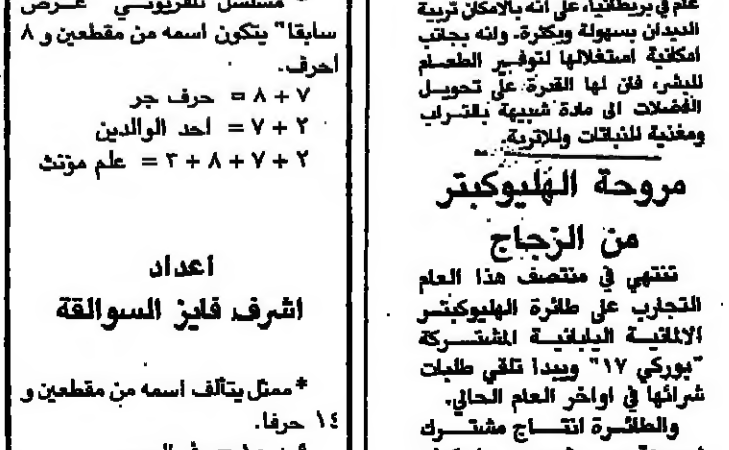 علم في بريطانيا، على انه بالامكان تربية
الديدان بسهولة وبكثرة. وانه بجانب
امكانية استغلالها لتوفير الطعام
للبشر، فان لها القدرة على تحويل
الفضلات الى مادة شبيهة بالتراب
ومغذية للنباتات وللاتربة.
مروحة الهليوكبتر
من الزجاج
تنتهي في منتصف هذا العام
التجارب على طائرة الهليوكبتر
الالمانية اليابانية المشتركة
"بوركي ١٧" ويبدا تلقي طلبات
شرائها في اواخر العام الحالي.
والطائرة انتاج مشترك
* مسلسل تلفزيوني "عرض
سابقا" يتكون اسمه من مقطعين و ٨
احرف.
٧ + ٨ = حرف جر
٢ + ٧ = احد الوالدين
٢ + ٧ + ٨ + ٣ = علم مؤنث
اعداد
اشرف فايز السوالقة
* ممثل يتألف اسمه من مقطعين و
١٤ حرفا.